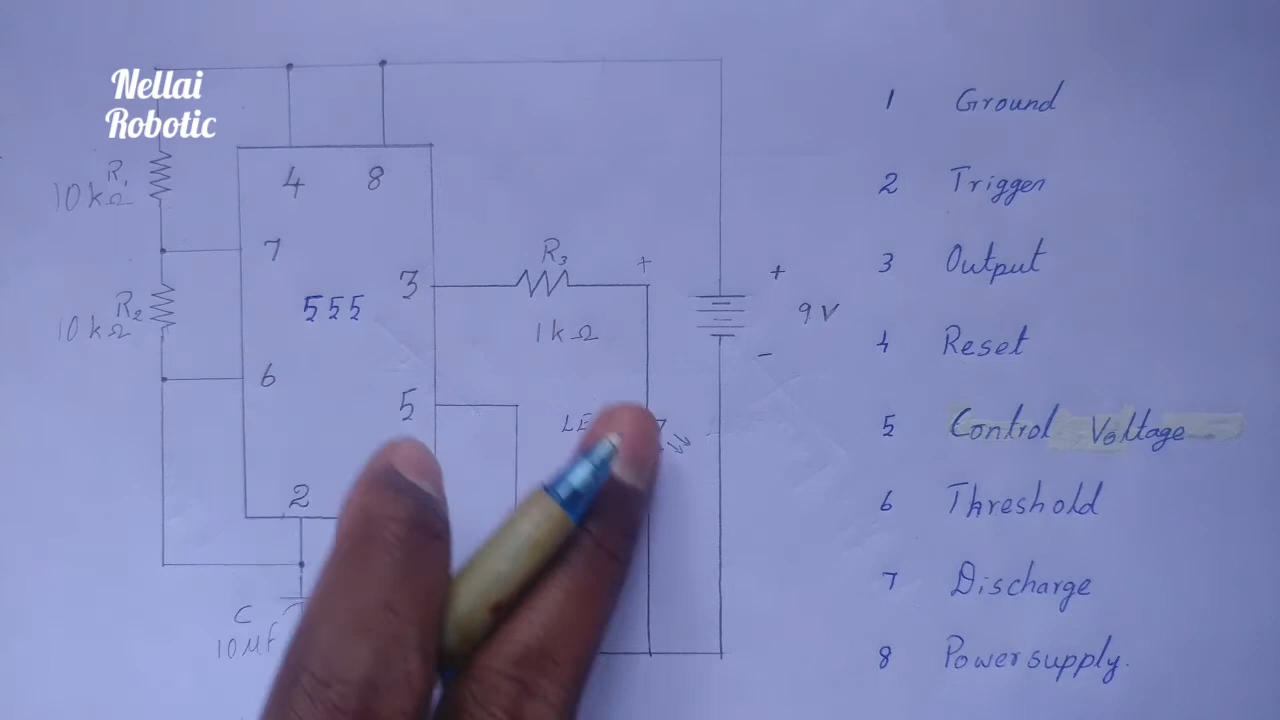 Nellai
Robotic
R1
10kΩ
R2
10kΩ
4
8
7
555
3
6
5
2
R3
1kΩ
+
+
9V
-
C
10μF
1 Ground
2 Trigger
3 Output
4 Reset
5 Control Voltage
6 Threshold
7 Discharge
8 Powersupply.